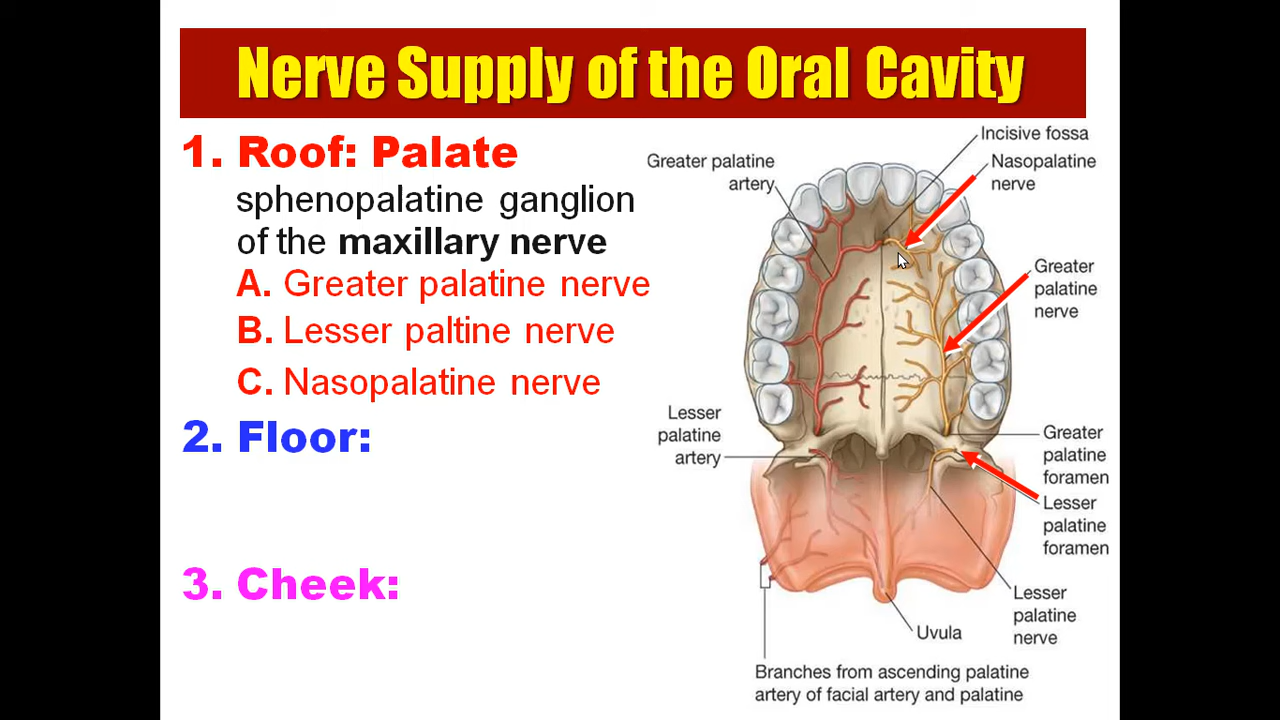 Nerve Supply of the Oral Cavity
1. Roof: Palate
sphenopalatine ganglion
of the maxillary nerve
A. Greater palatine nerve
B. Lesser paltine nerve
C. Nasopalatine nerve
2. Floor:
3. Cheek:
Incisive fossa
Greater palatine
artery
Nasopalatine
nerve
Greater
palatine
nerve
Lesser
palatine
artery
Greater
palatine
foramen
Lesser
palatine
foramen
Lesser
palatine
nerve
Uvula
Branches from ascending palatine
artery of facial artery and palatine